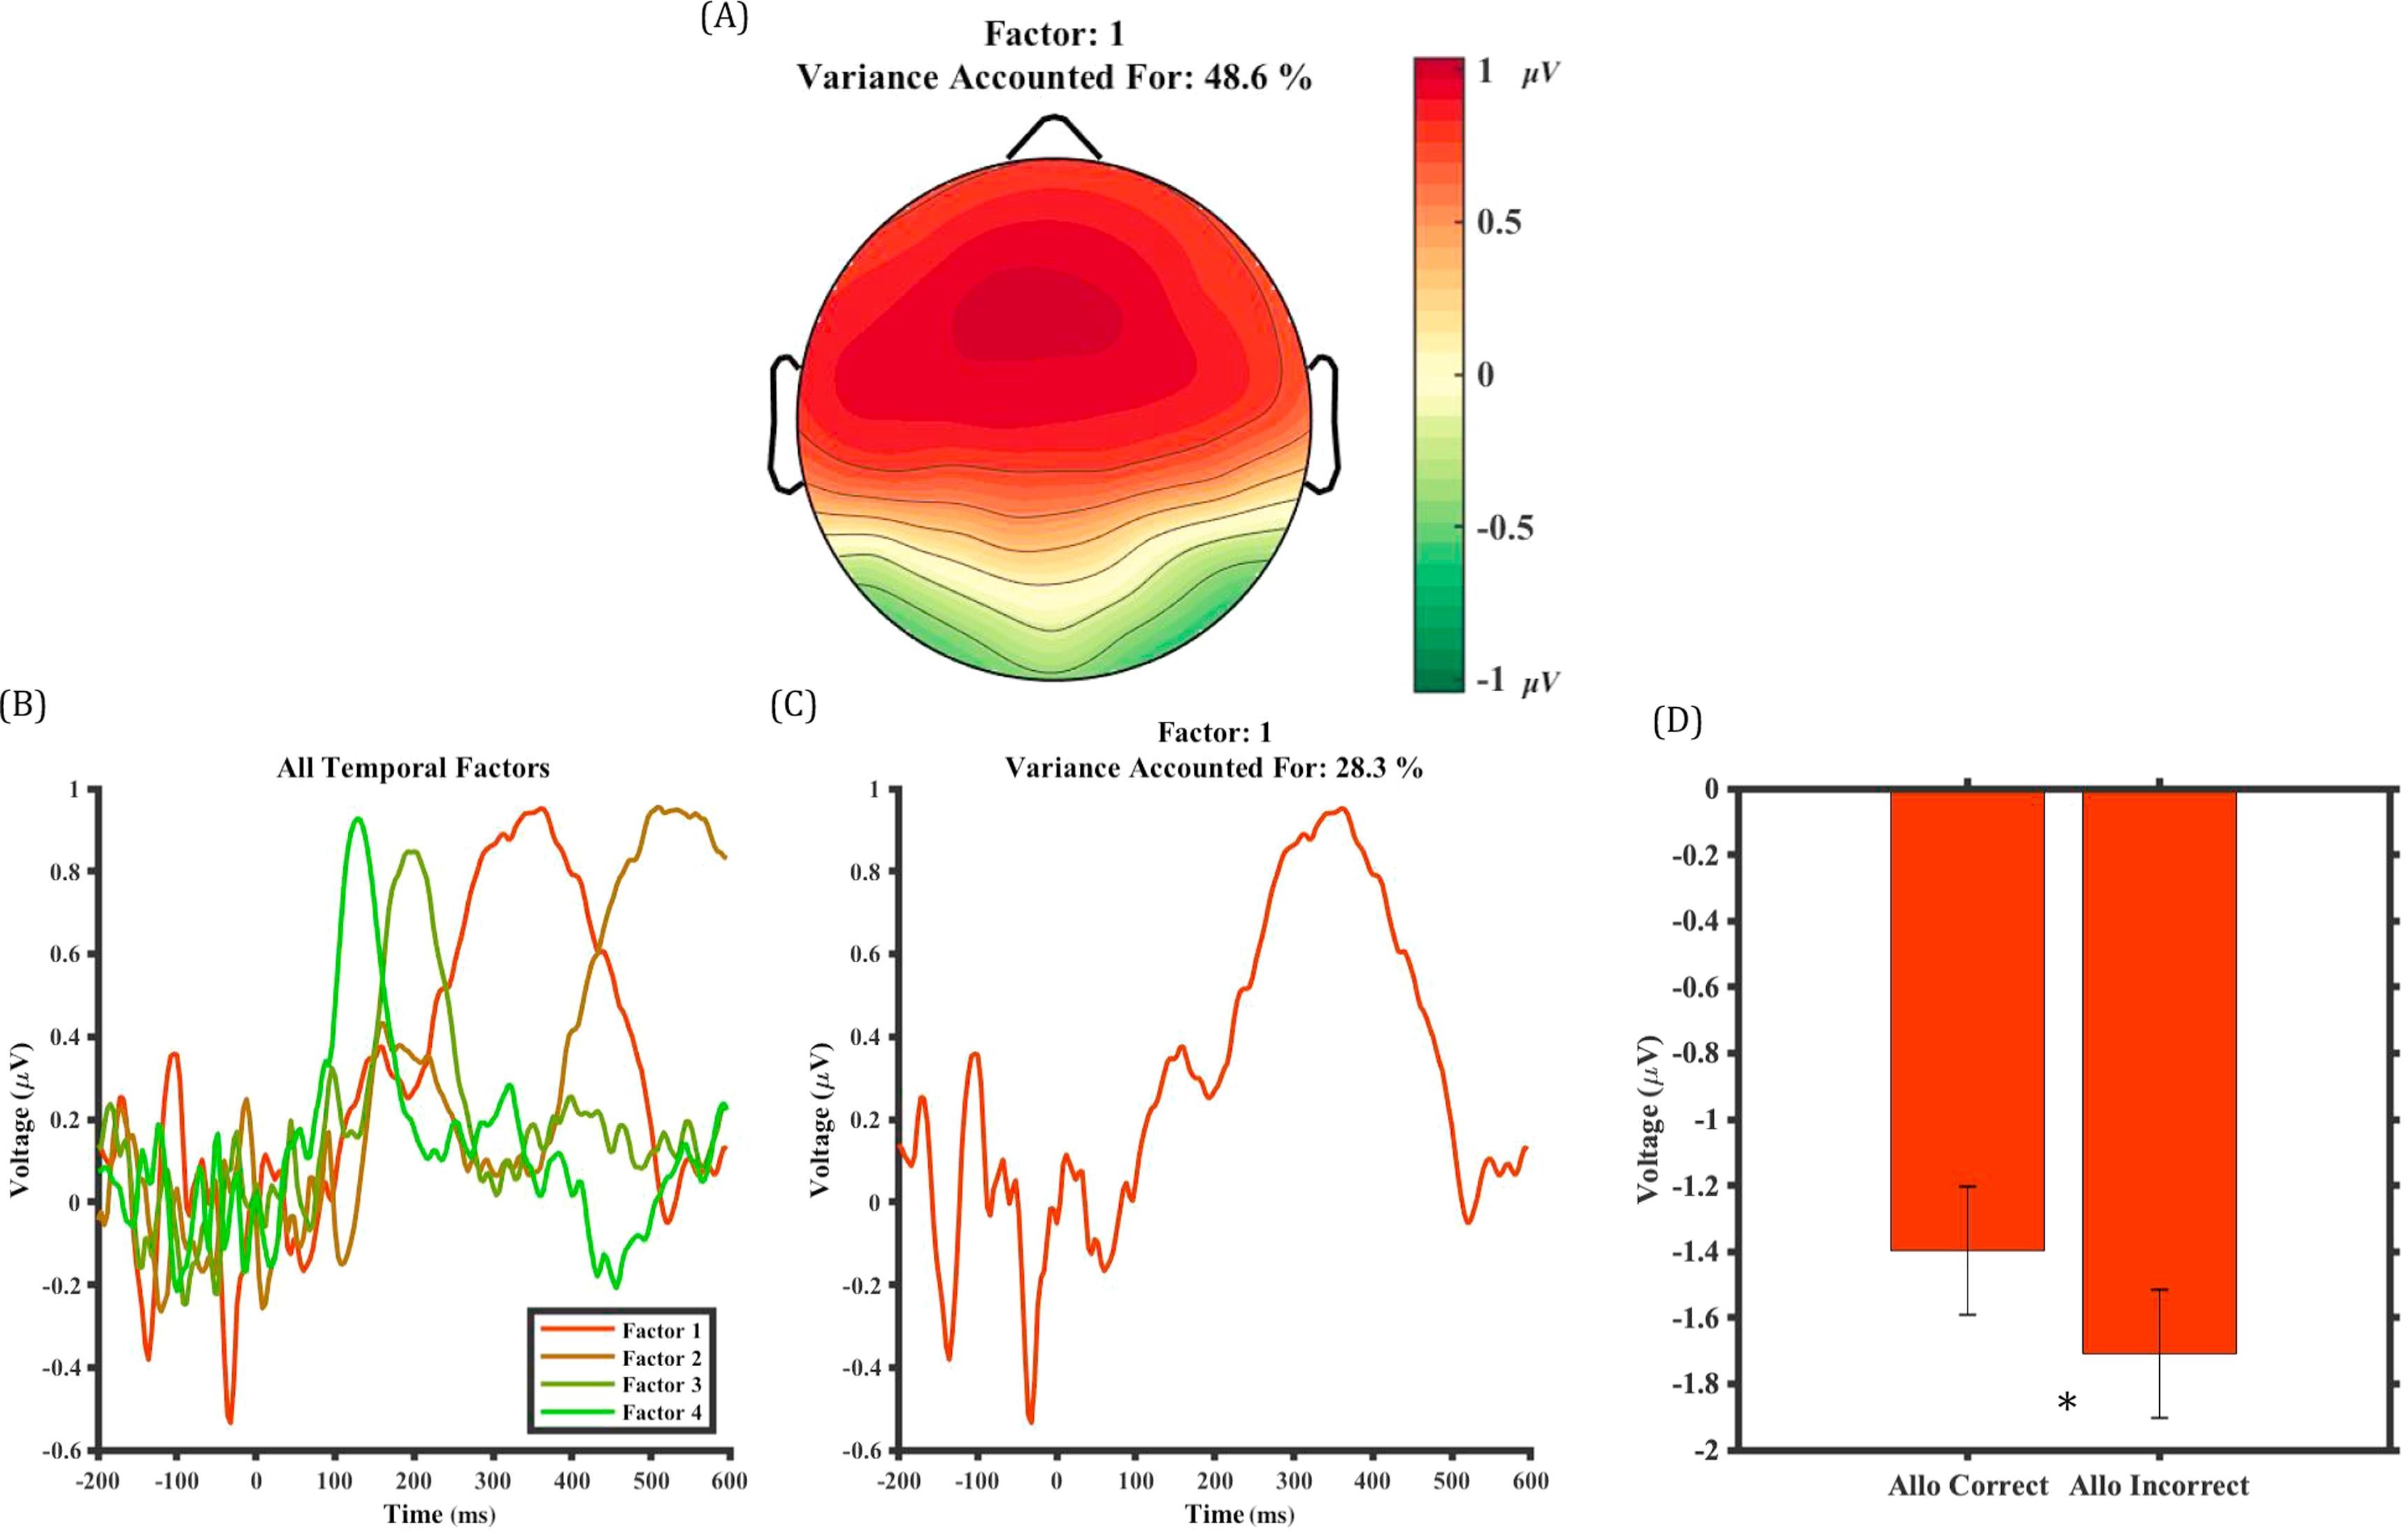 (A)
Factor: 1
Variance Accounted For: 48.6 %
1 μV
0.5
0
-0.5
-1 μV
(B)
All Temporal Factors
1
0.8
0.6
0.4
0.2
0
-0.2
-0.4
-0.6
Voltage (μV)
-200 -100 0 100 200 300 400 500 600
Time (ms)
Factor 1
Factor 2
Factor 3
Factor 4
(C)
Factor: 1
Variance Accounted For: 28.3 %
1
0.8
0.6
0.4
0.2
0
-0.2
-0.4
-0.6
Voltage (μV)
-200 -100 0 100 200 300 400 500 600
Time (ms)
(D)
0
-0.2
-0.4
-0.6
-0.8
-1
-1.2
-1.4
-1.6
-1.8
-2
Voltage (μV)
*
Allo Correct Allo Incorrect